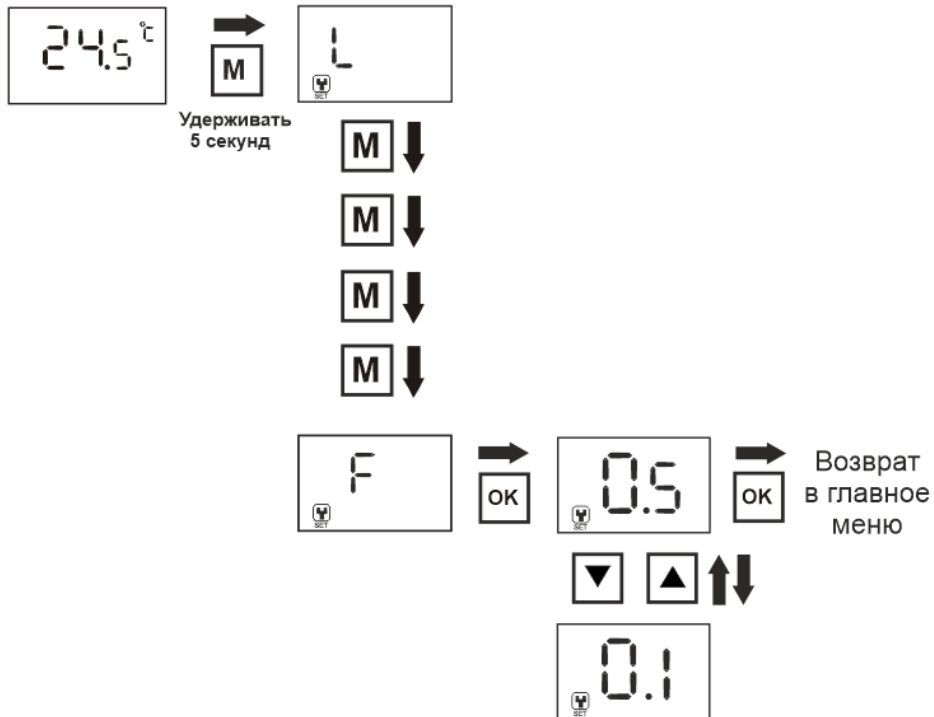 24.5 °C
M
Удерживать
5 секунд
L
SET
M
M
M
M
F
SET
OK
0.5
SET
OK
Возврат
в главное
меню
0.1
SET